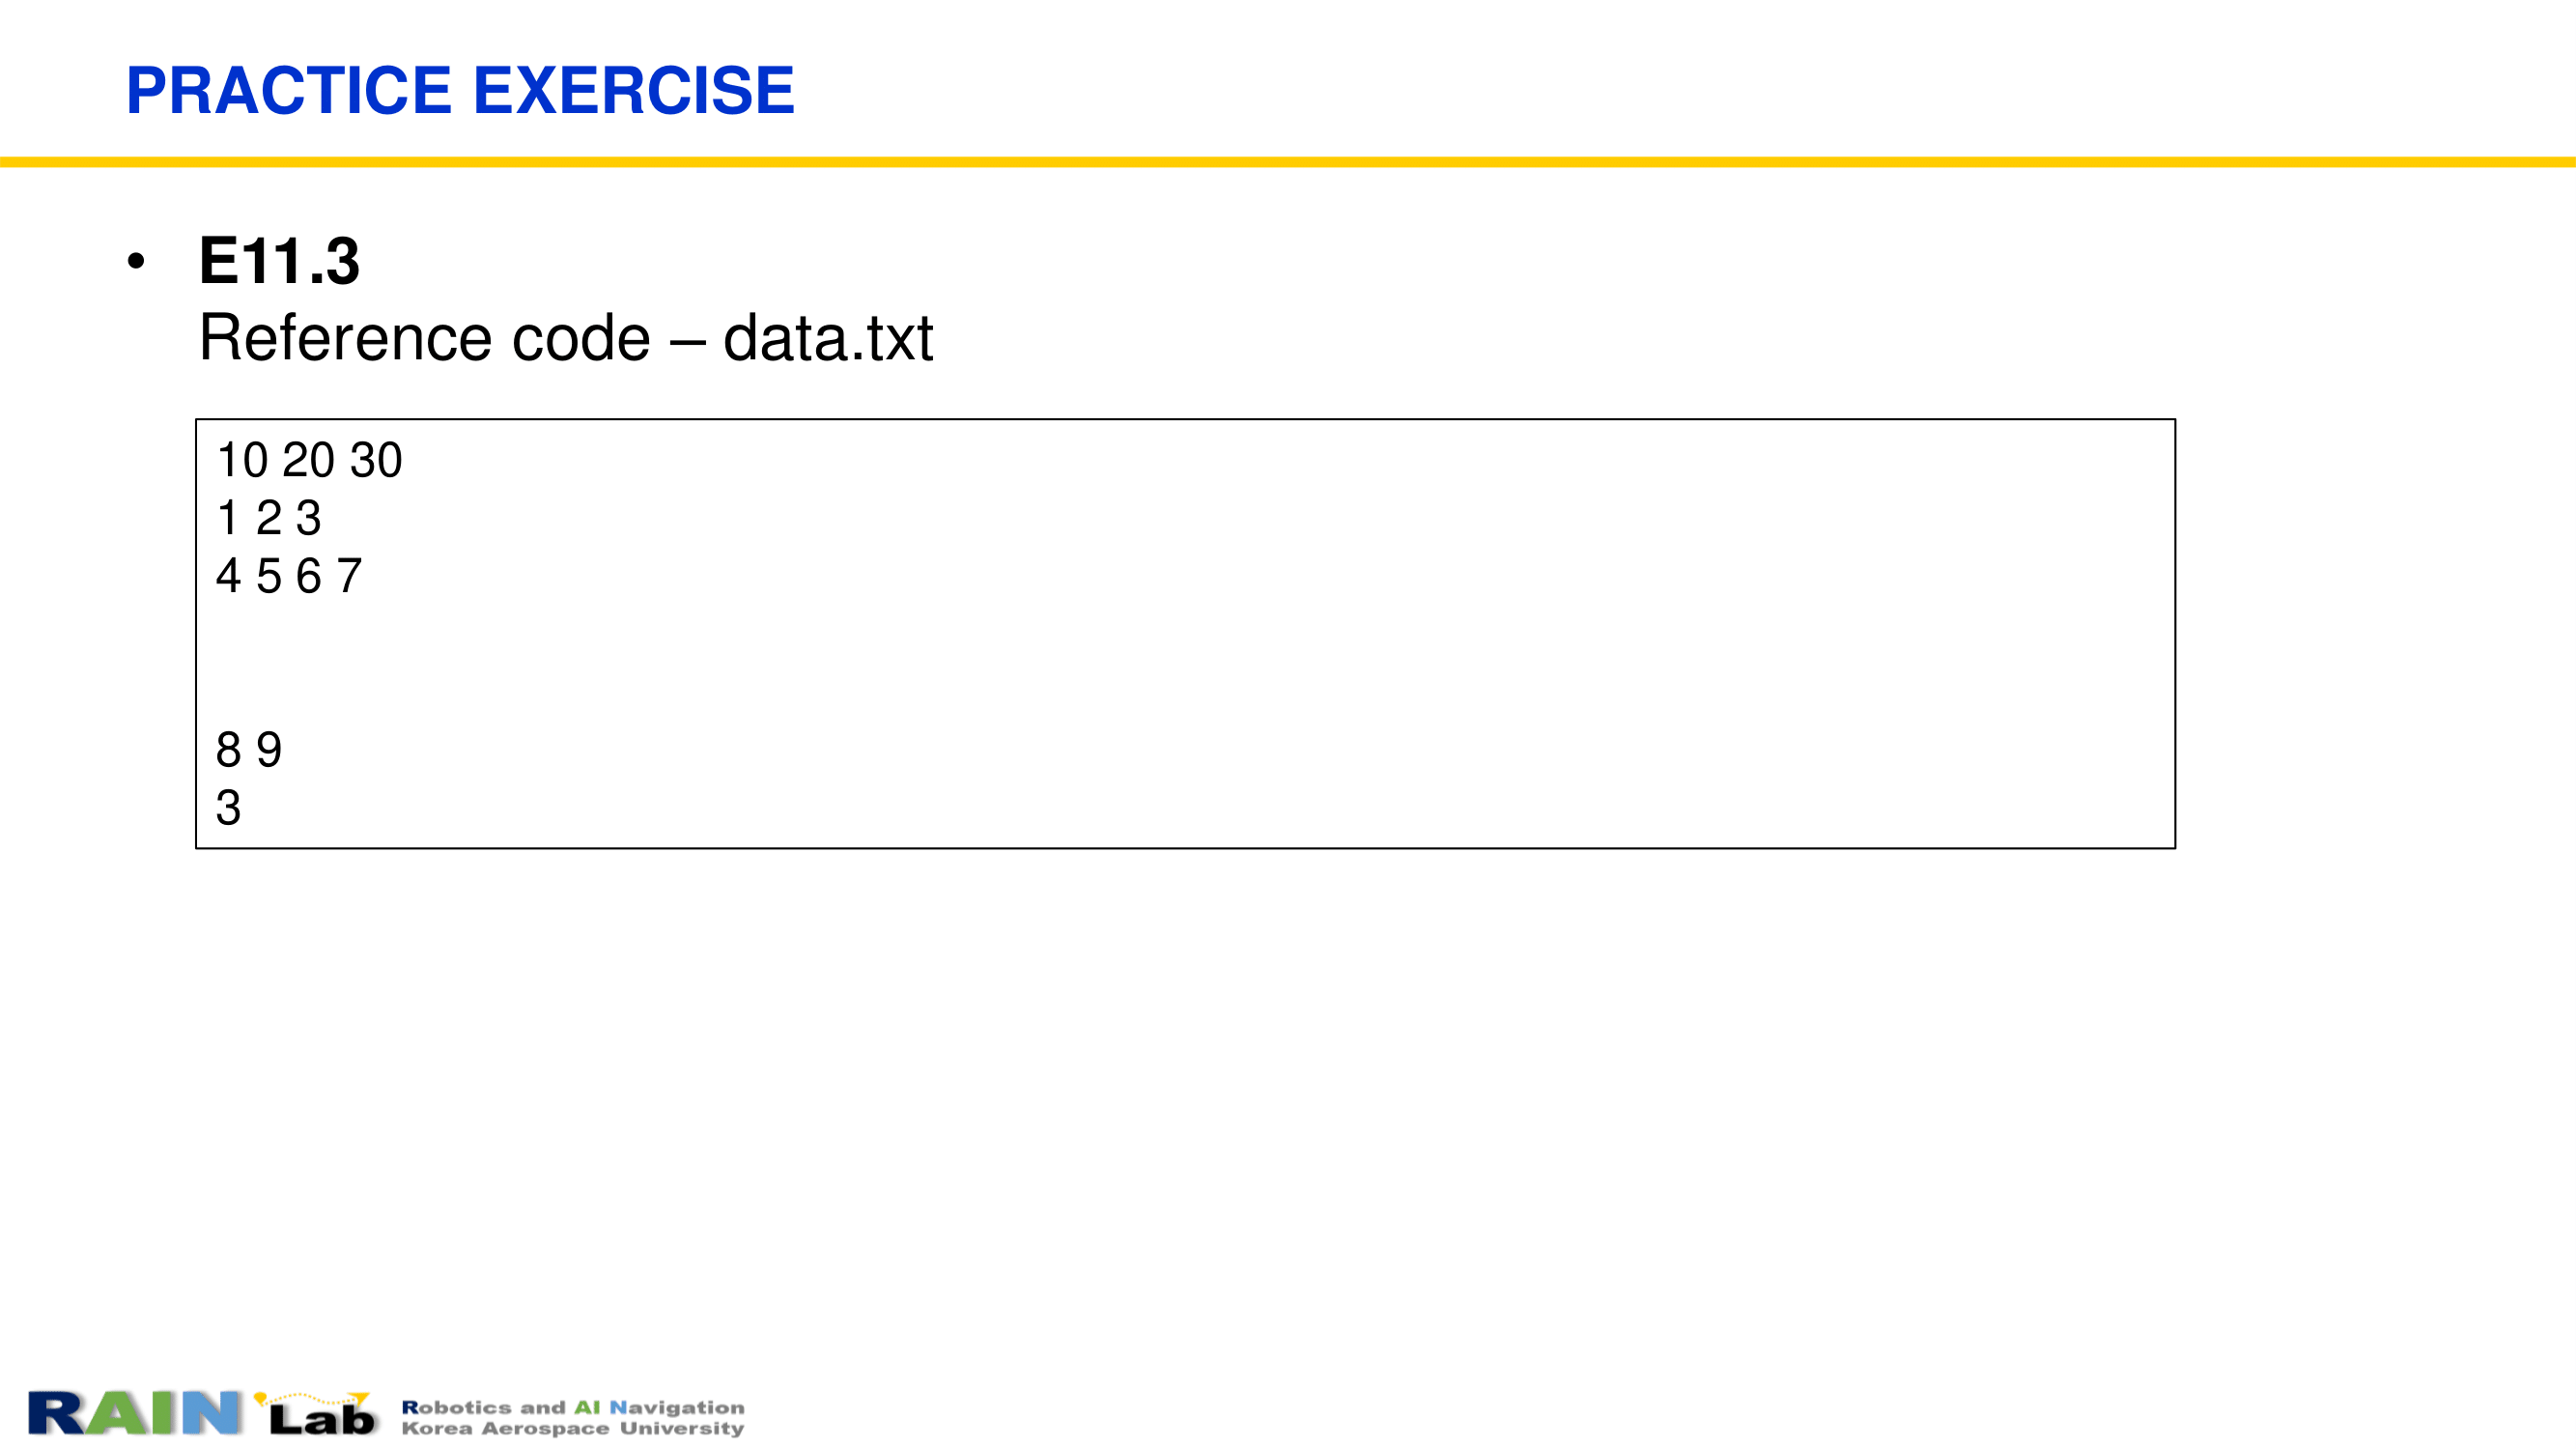 PRACTICE EXERCISE
• E11.3
Reference code – data.txt
10 20 30
1 2 3
4 5 6 7
8 9
3
RAIN Lab
Robotics and AI Navigation
Korea Aerospace University